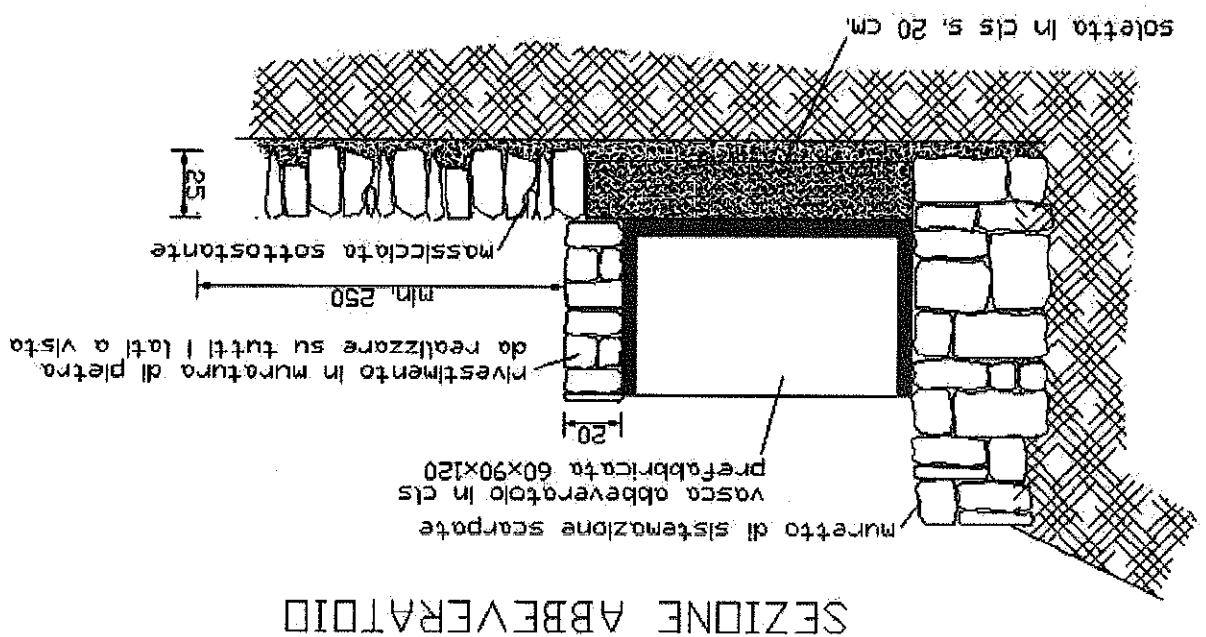 SEZIONE ABBEVERATOIO
muretto di sistemazione scarpate
vasca abbeveratoio in cls
prefabbricata 60x90x120
20
rivestimento in muratura di pietra
da realizzare su tutti i lati a vista
min. 250
massicciata sottostante
25
soletta in cls s. 20 cm.